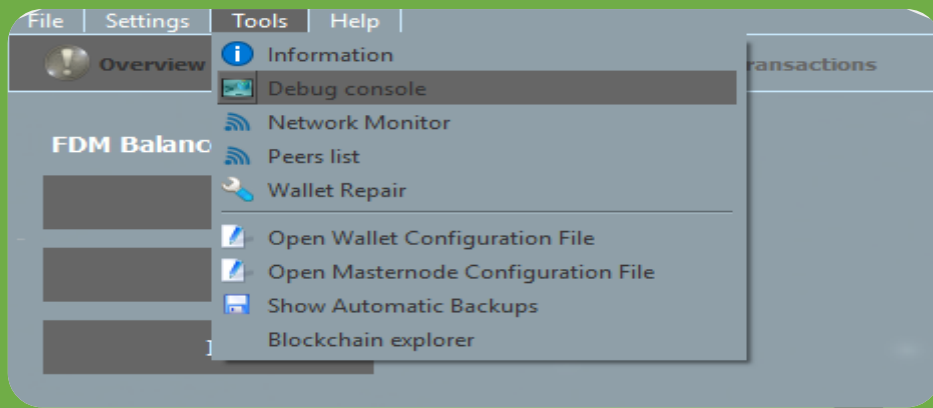 File Settings Tools Help
Overview
ransactions
Information
Debug console
Network Monitor
FDM Balanc
Peers list
Wallet Repair
Open Wallet Configuration File
Open Masternode Configuration File
Show Automatic Backups
Blockchain explorer